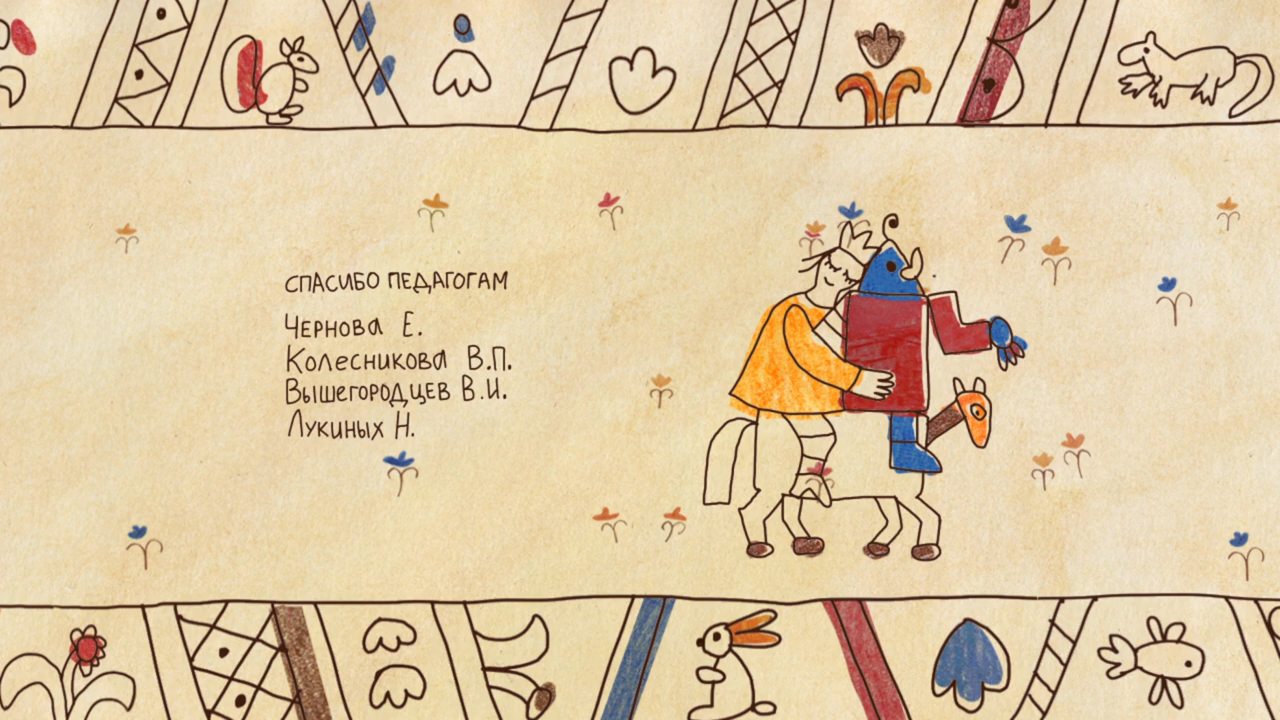 СПАСИБО ПЕДАГОГАМ
ЧЕРНОВА Е.
КОЛЕСНИКОВА В.П.
ВЫШЕГОРОДЦЕВ В.И.
ЛУКИНЫХ Н.